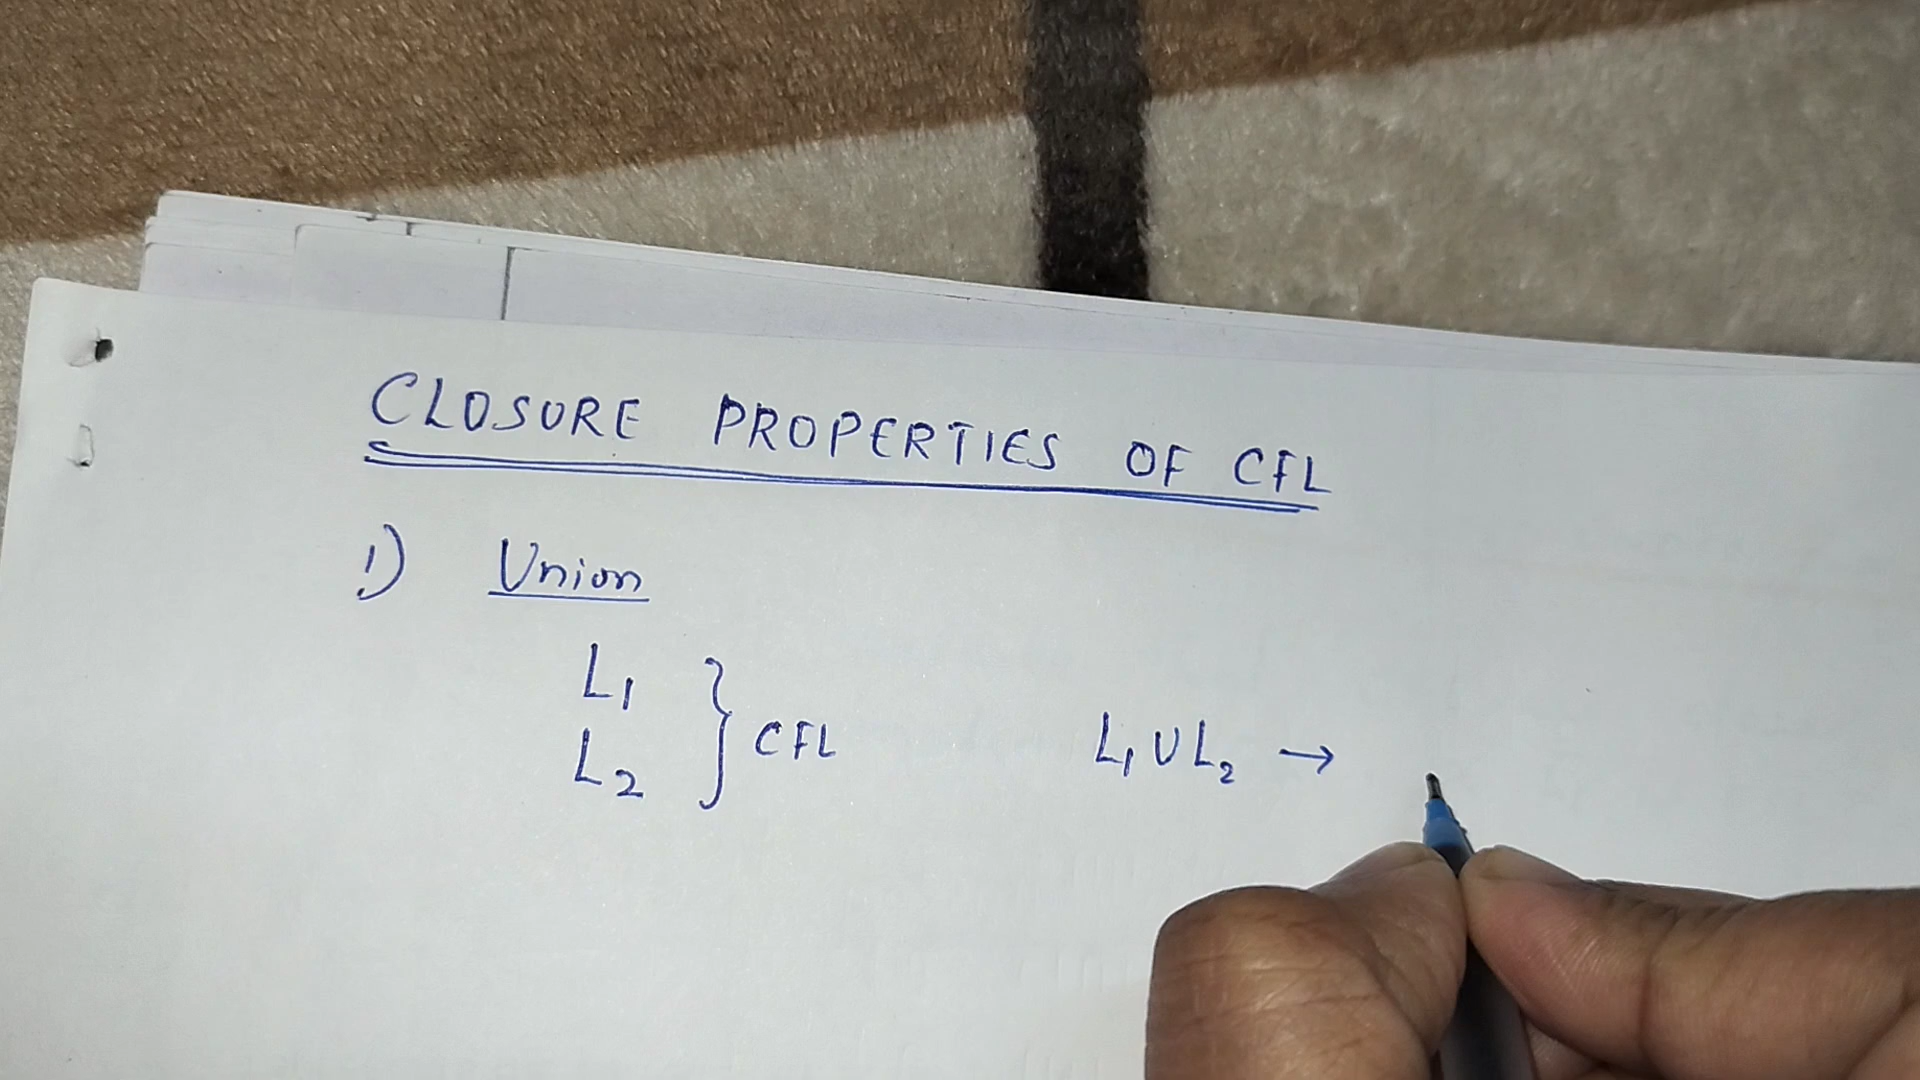 CLOSURE PROPERTIES OF CFL
1) Union
L1
L2 } CFL L1 ∪ L2 →